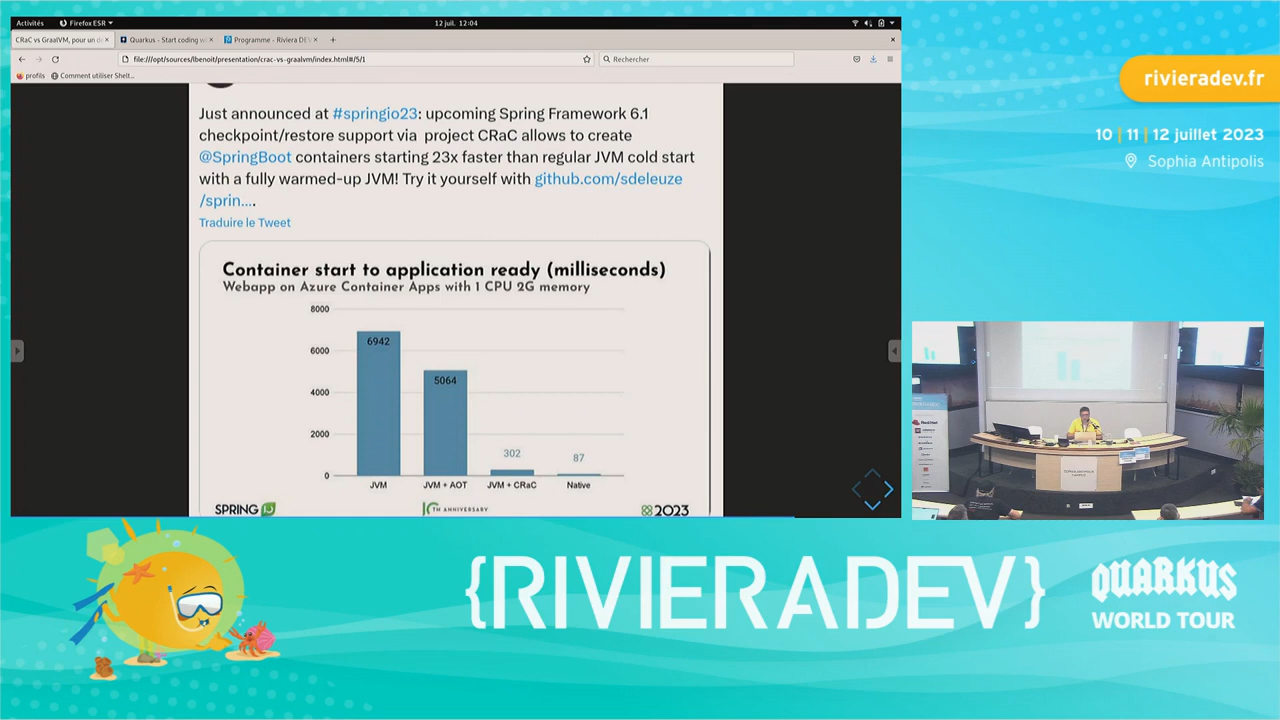 Activités
Firefox ESR
12 juil. 12:04
CRaC vs GraalVM, pour un d
Quarkus - Start coding w
Programme - Riviera DE
file:///opt/sources/lbenoit/presentation/crac-vs-graalvm/index.html#/5/1
Rechercher
profils
Comment utiliser Shelt...
Just announced at #springio23: upcoming Spring Framework 6.1
checkpoint/restore support via project CRaC allows to create
@SpringBoot containers starting 23x faster than regular JVM cold start
with a fully warmed-up JVM! Try it yourself with github.com/sdeleuze
/sprin....
Traduire le Tweet
Container start to application ready (milliseconds)
Webapp on Azure Container Apps with 1 CPU 2G memory
8000
6000
4000
2000
0
6942
5064
302
87
JVM
JVM + AOT
JVM + CRaC
Native
SPRING
10TH ANNIVERSARY
2023
rivieradev.fr
10 | 11 | 12 juillet 2023
Sophia Antipolis
Red Hat
{RIVIERADEV}
QUARKUS
WORLD TOUR